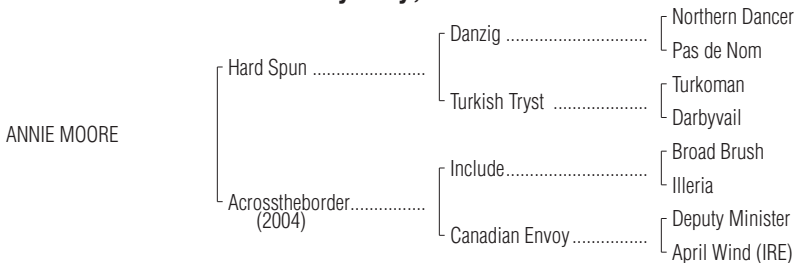 Northern Dancer
Danzig ..............................
Pas de Nom
Hard Spun ........................
Turkoman
Turkish Tryst ....................
Darbyvail
ANNIE MOORE
Broad Brush
Include..............................
Illeria
Acrosstheborder................
(2004)
Deputy Minister
Canadian Envoy................
April Wind (IRE)